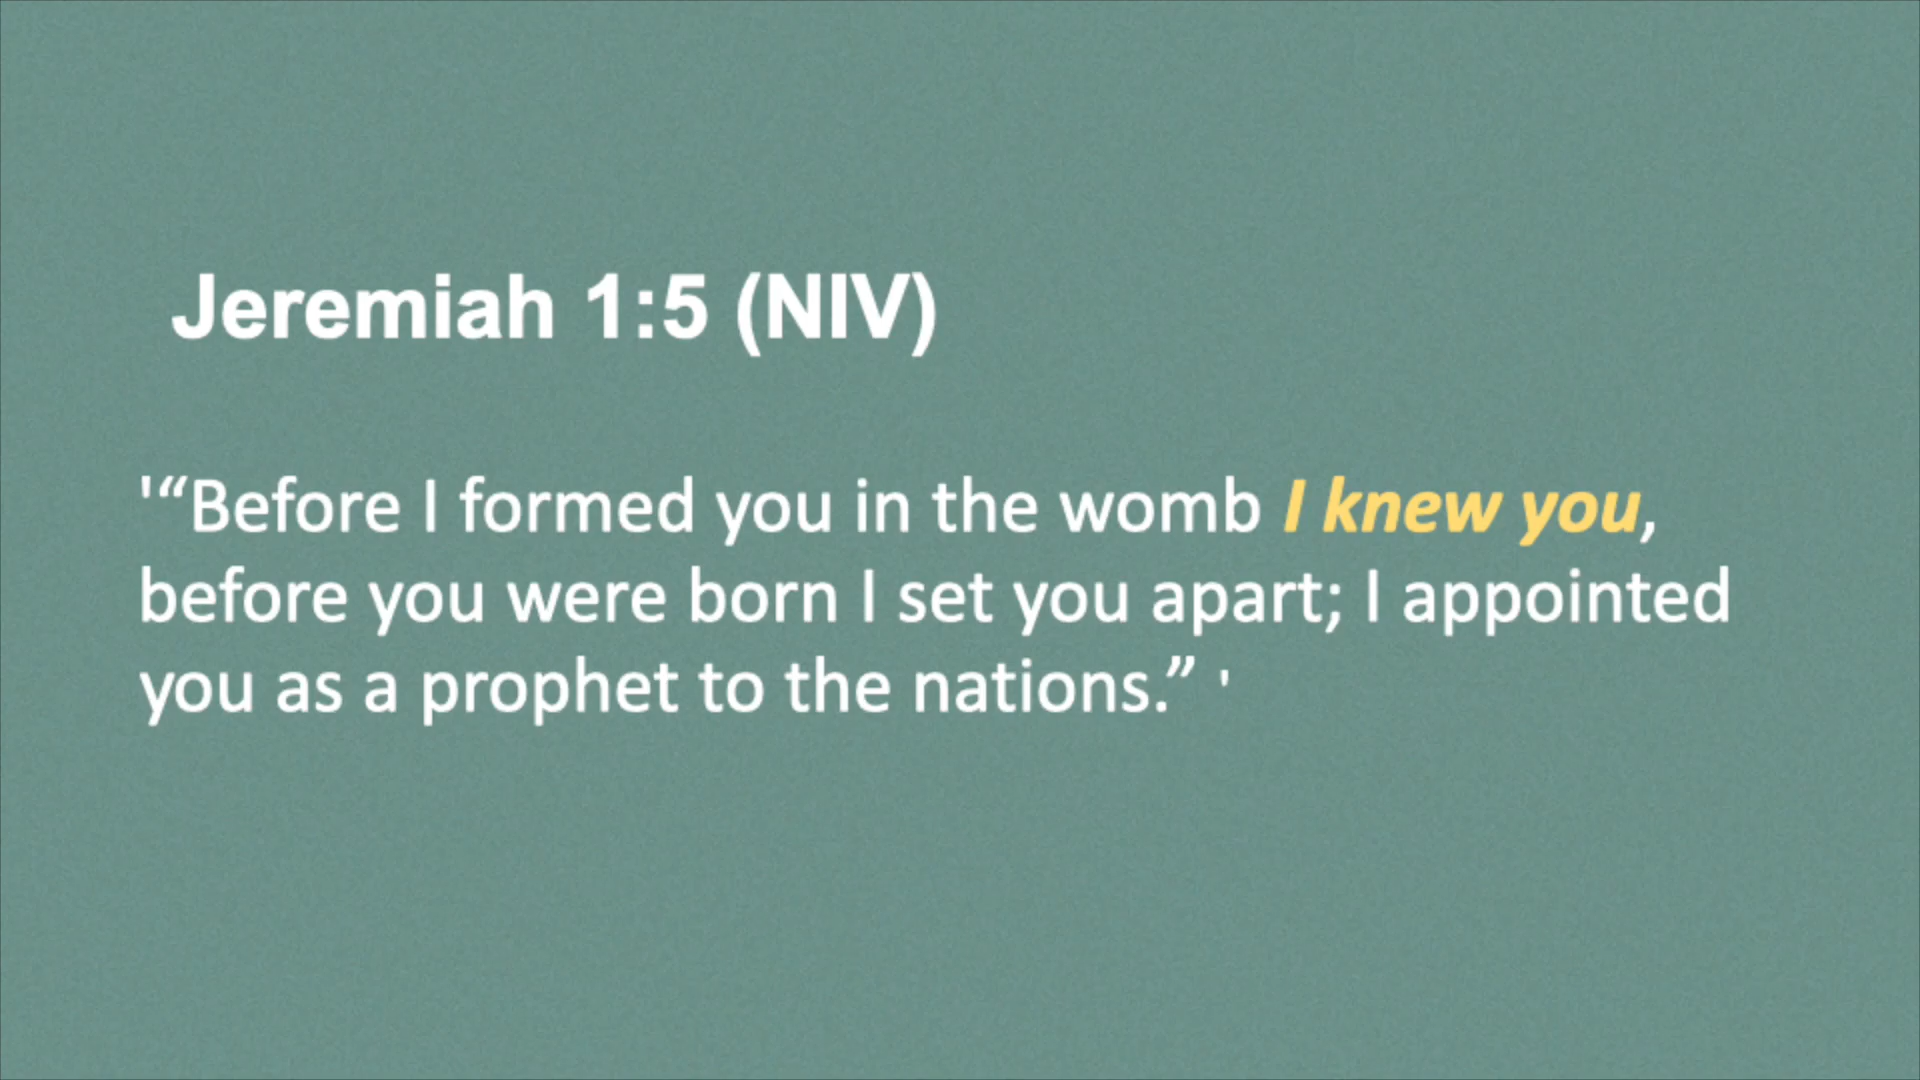 Jeremiah 1:5 (NIV)
'“Before I formed you in the womb I knew you,
before you were born I set you apart; I appointed
you as a prophet to the nations.” '